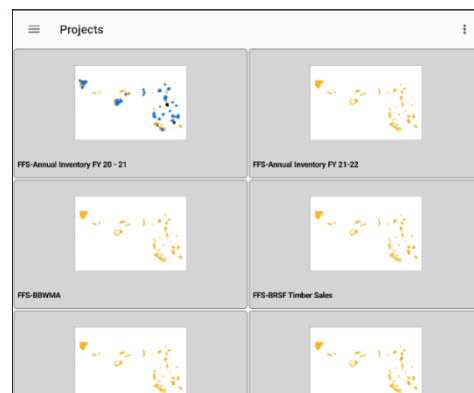 Projects
FFS-Annual Inventory FY 20 - 21
FFS-Annual Inventory FY 21-22
FFS-BBWMA
FFS-BRSF Timber Sales